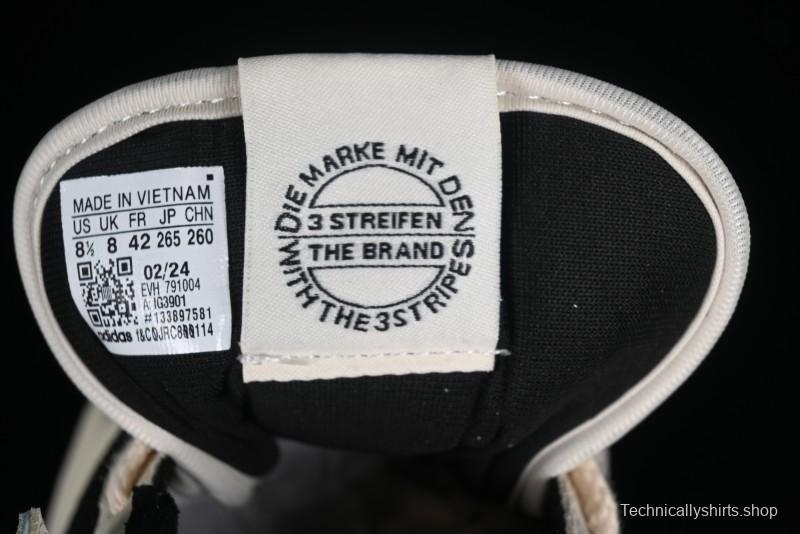 MADE IN VIETNAM
US UK FR JP CHN
8½ 8 42 265 260
02/24
EVH 791004
A: IG3901
#133897581
adidas
DIE MARKE MIT DEN
3 STREIFEN
THE BRAND
WITH THE 3 STRIPES
Technicallyshirts.shop